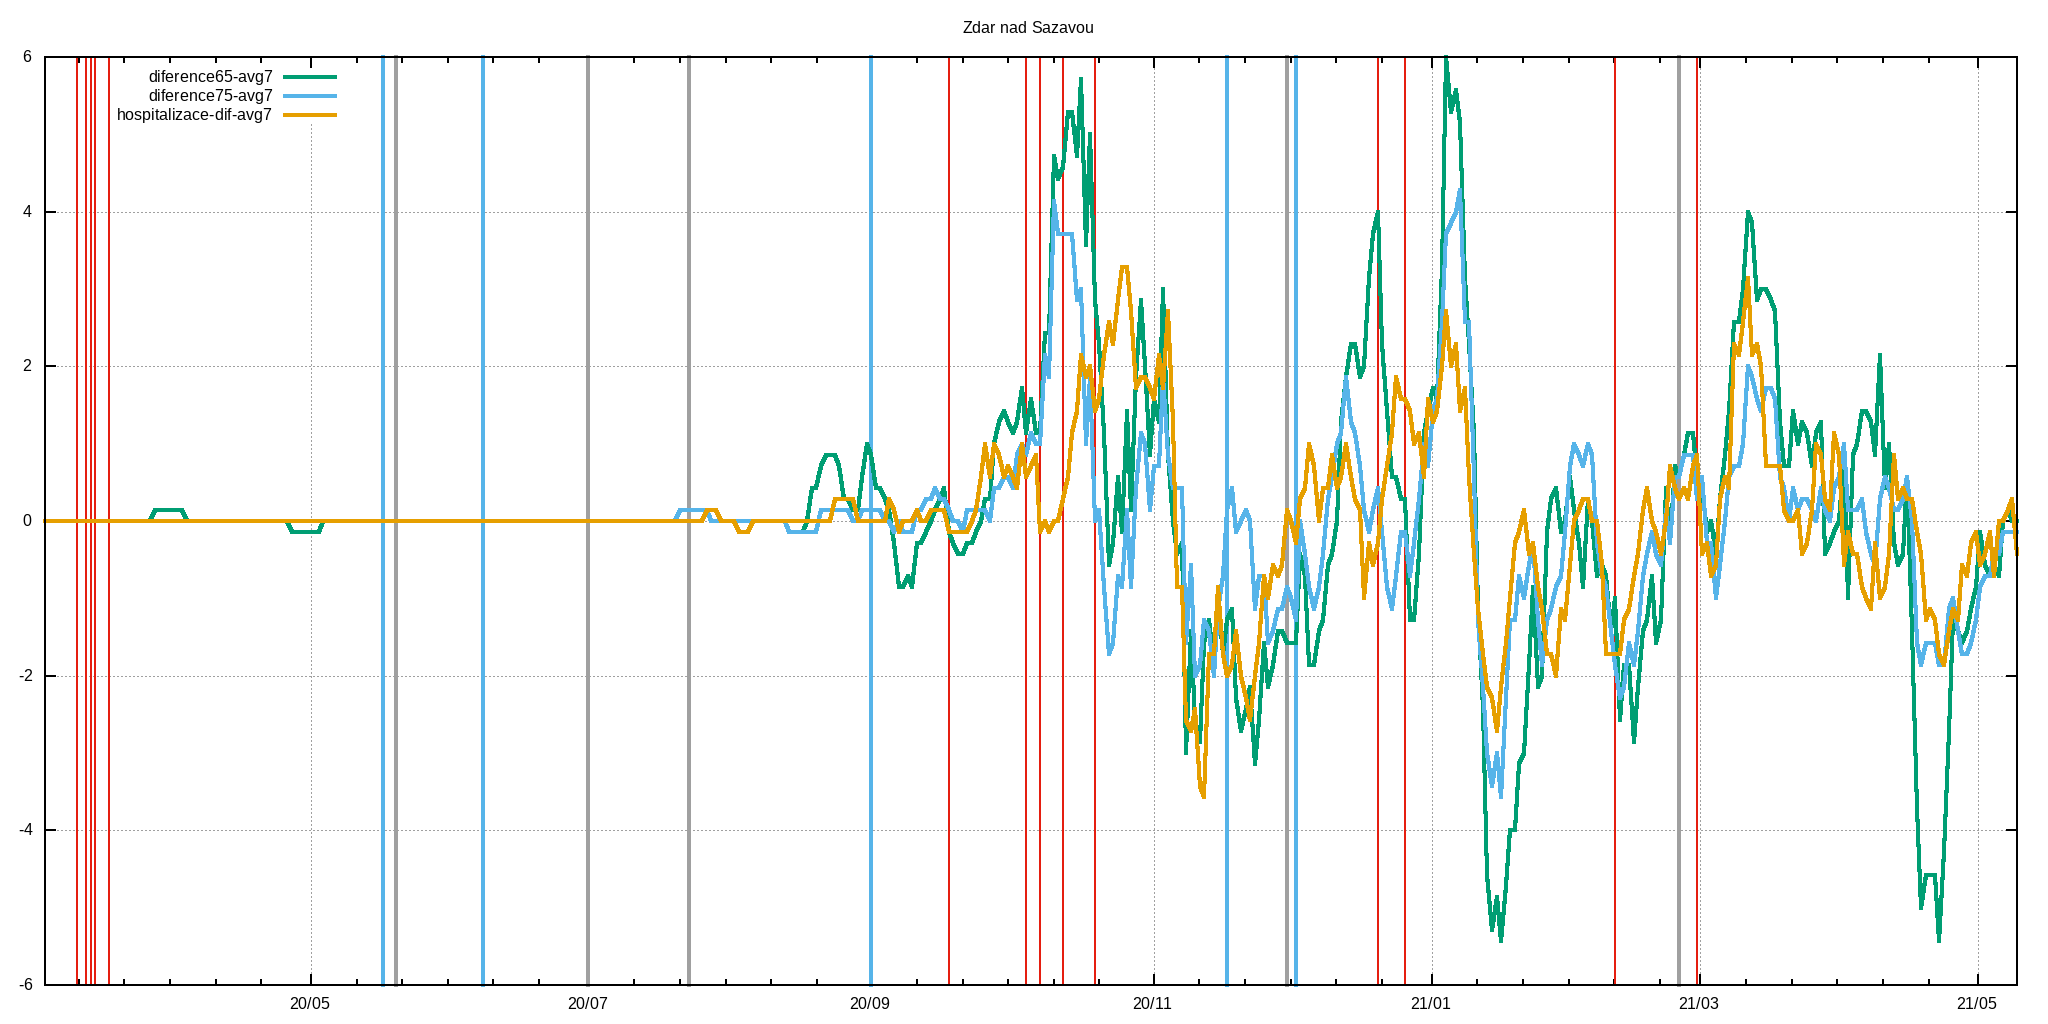 Zdar nad Sazavou
diference65-avg7
diference75-avg7
hospitalizace-dif-avg7
6
4
2
0
-2
-4
-6
20/05 20/07 20/09 20/11 21/01 21/03 21/05